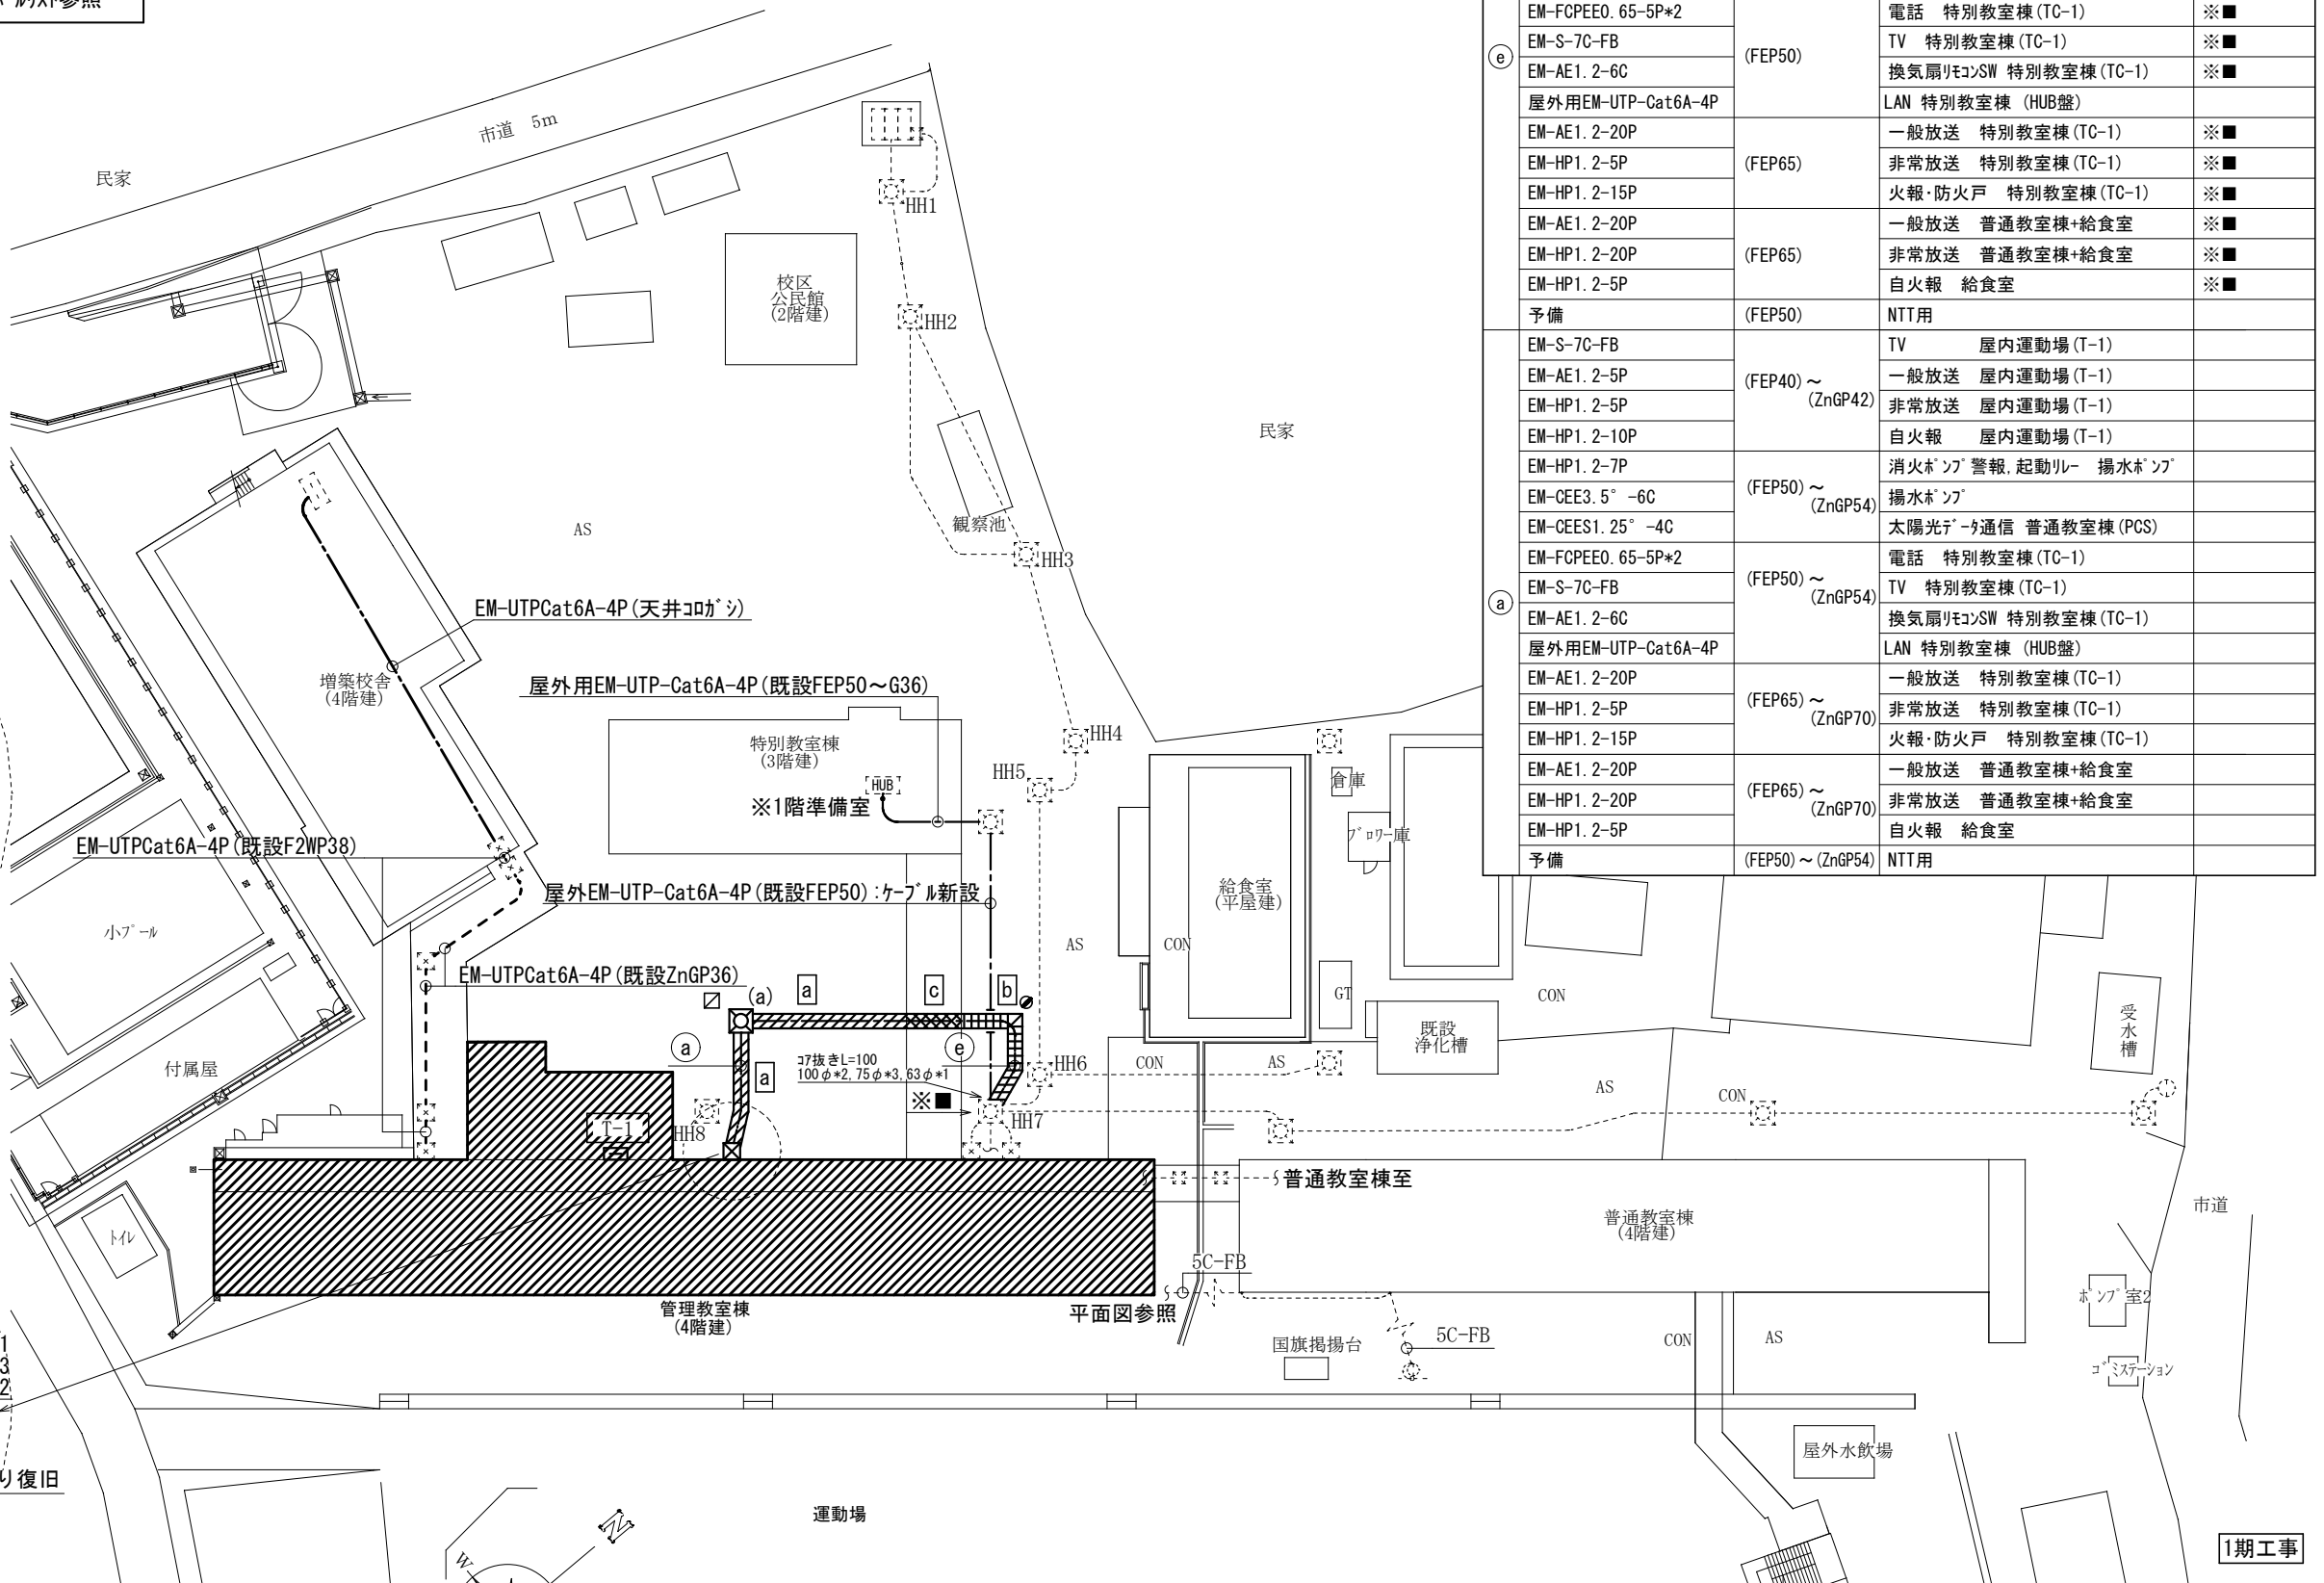 EM-FCPEE0.65-5P*2 電話 特別教室棟(TC-1) ※■
EM-S-7C-FB TV 特別教室棟(TC-1) ※■
ⓔ (FEP50)
EM-AE1.2-6C 換気扇ﾘﾓｺﾝSW 特別教室棟(TC-1) ※■
屋外用EM-UTP-Cat6A-4P LAN 特別教室棟 (HUB盤)
EM-AE1.2-20P 一般放送 特別教室棟(TC-1) ※■
EM-HP1.2-5P (FEP65) 非常放送 特別教室棟(TC-1) ※■
EM-HP1.2-15P 火報･防火戸 特別教室棟(TC-1) ※■
EM-AE1.2-20P 一般放送 普通教室棟+給食室 ※■
EM-HP1.2-20P (FEP65) 非常放送 普通教室棟+給食室 ※■
EM-HP1.2-5P 自火報 給食室 ※■
予備 (FEP50) NTT用
EM-S-7C-FB TV 屋内運動場(T-1)
EM-AE1.2-5P (FEP40)～ 一般放送 屋内運動場(T-1)
EM-HP1.2-5P (ZnGP42) 非常放送 屋内運動場(T-1)
EM-HP1.2-10P 自火報 屋内運動場(T-1)
EM-HP1.2-7P 消火ﾎﾟﾝﾌﾟ警報,起動ﾘﾚｰ 揚水ﾎﾟﾝﾌﾟ
EM-CEE3.5°-6C (FEP50)～(ZnGP54) 揚水ﾎﾟﾝﾌﾟ
EM-CEES1.25°-4C 太陽光ﾃﾞｰﾀ通信 普通教室棟(PCS)
EM-FCPEE0.65-5P*2 電話 特別教室棟(TC-1)
EM-S-7C-FB (FEP50)～(ZnGP54) TV 特別教室棟(TC-1)
ⓐ
EM-AE1.2-6C 換気扇ﾘﾓｺﾝSW 特別教室棟(TC-1)
屋外用EM-UTP-Cat6A-4P LAN 特別教室棟 (HUB盤)
EM-AE1.2-20P 一般放送 特別教室棟(TC-1)
EM-HP1.2-5P (FEP65)～(ZnGP70) 非常放送 特別教室棟(TC-1)
EM-HP1.2-15P 火報･防火戸 特別教室棟(TC-1)
EM-AE1.2-20P 一般放送 普通教室棟+給食室
EM-HP1.2-20P (FEP65)～(ZnGP70) 非常放送 普通教室棟+給食室
EM-HP1.2-5P 自火報 給食室
予備 (FEP50)～(ZnGP54) NTT用
市道 5m
民家
HH1
校区
公民館
(2階建)
HH2
民家
観察池
AS
HH3
EM-UTPCat6A-4P(天井ｺﾛｶﾞｼ)
増築校舎
(4階建)
屋外用EM-UTP-Cat6A-4P(既設FEP50～G36)
特別教室棟
(3階建)
HH4
HH5
HUB
※1階準備室
倉庫
ﾌﾞﾛﾜｰ庫
EM-UTPCat6A-4P(既設F2WP38)
屋外EM-UTP-Cat6A-4P(既設FEP50):ｹｰﾌﾞﾙ新設
給食室
(平屋建)
小ﾌﾟｰﾙ
AS
CON
EM-UTPCat6A-4P(既設ZnGP36)
(a)
a
c
b
GT
CON
既設
浄化槽
受水槽
付属屋
ⓐ
a
ⓔ
ｺｱ抜きL=100
100φ*2,75φ*3,63φ*1
※■
HH6
CON
AS
AS
CON
HH7
T-1
HH8
普通教室棟至
普通教室棟
(4階建)
市道
ﾄｲﾚ
5C-FB
管理教室棟
(4階建)
平面図参照
国旗掲揚台
5C-FB
CON
AS
ﾎﾟﾝﾌﾟ室2
ｺﾞﾐｽﾃｰｼｮﾝ
1
3
2
屋外水飲場
り復旧
運動場
N
W
1期工事